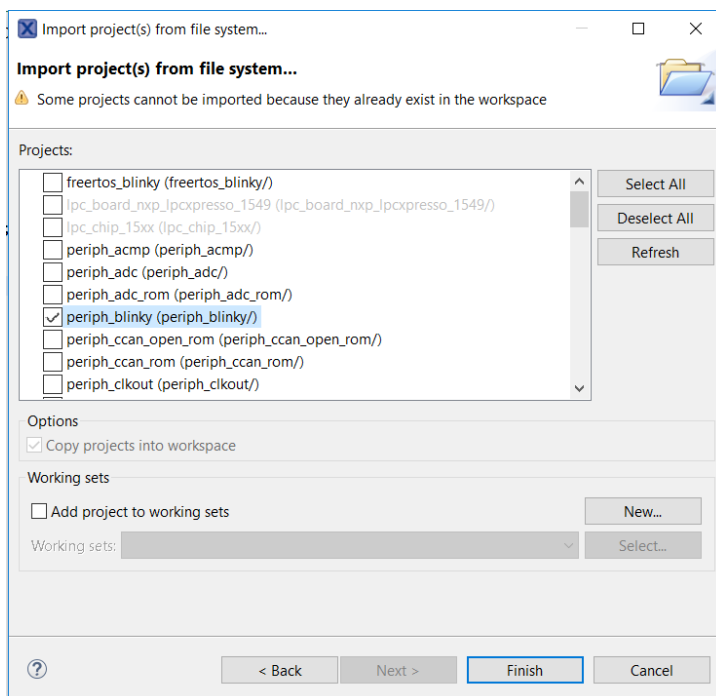 Import project(s) from file system...
Import project(s) from file system...
Some projects cannot be imported because they already exist in the workspace
Projects:
freertos_blinky (freertos_blinky/)
lpc_board_nxp_lpcxpresso_1549 (lpc_board_nxp_lpcxpresso_1549/)
lpc_chip_15xx (lpc_chip_15xx/)
periph_acmp (periph_acmp/)
periph_adc (periph_adc/)
periph_adc_rom (periph_adc_rom/)
periph_blinky (periph_blinky/)
periph_ccan_open_rom (periph_ccan_open_rom/)
periph_ccan_rom (periph_ccan_rom/)
periph_clkout (periph_clkout/)
Select All
Deselect All
Refresh
Options
Copy projects into workspace
Working sets
Add project to working sets
New...
Working sets:
Select...
?
< Back
Next >
Finish
Cancel